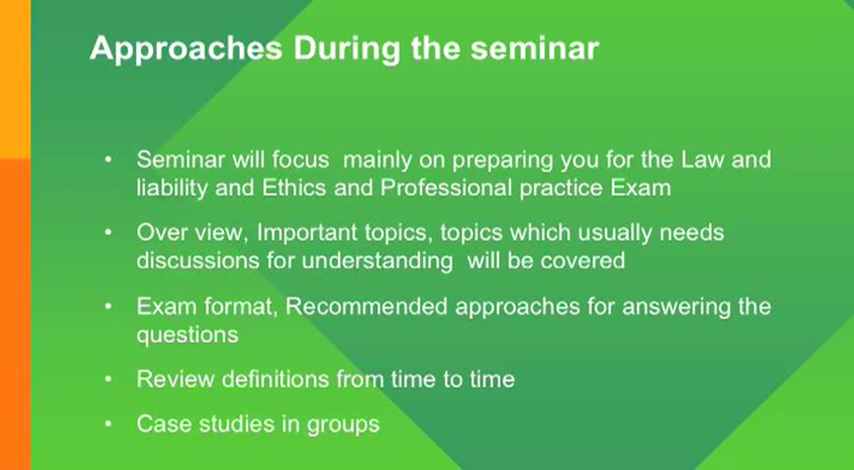 Approaches During the seminar
• Seminar will focus  mainly on preparing you for the Law and
liability and Ethics and Professional practice Exam
• Over view, Important topics, topics which usually needs
discussions for understanding  will be covered
• Exam format, Recommended approaches for answering the
questions
• Review definitions from time to time
• Case studies in groups